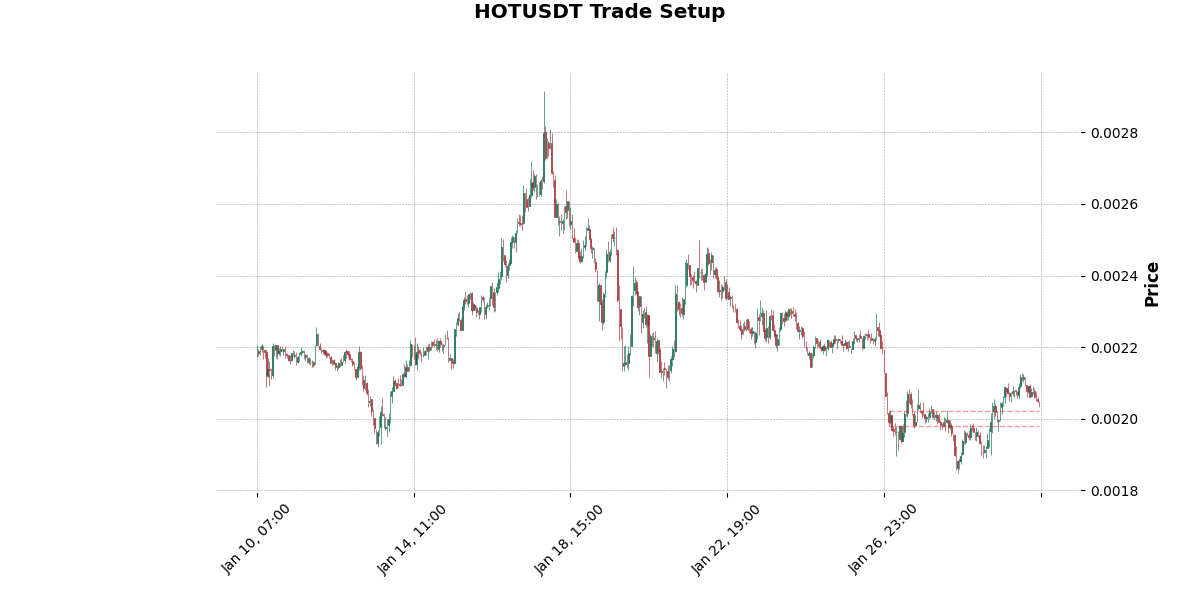 HOTUSDT Trade Setup
0.0028
0.0026
0.0024
0.0022
0.0020
0.0018
Price
Jan 10, 07:00
Jan 14, 11:00
Jan 18, 15:00
Jan 22, 19:00
Jan 26, 23:00